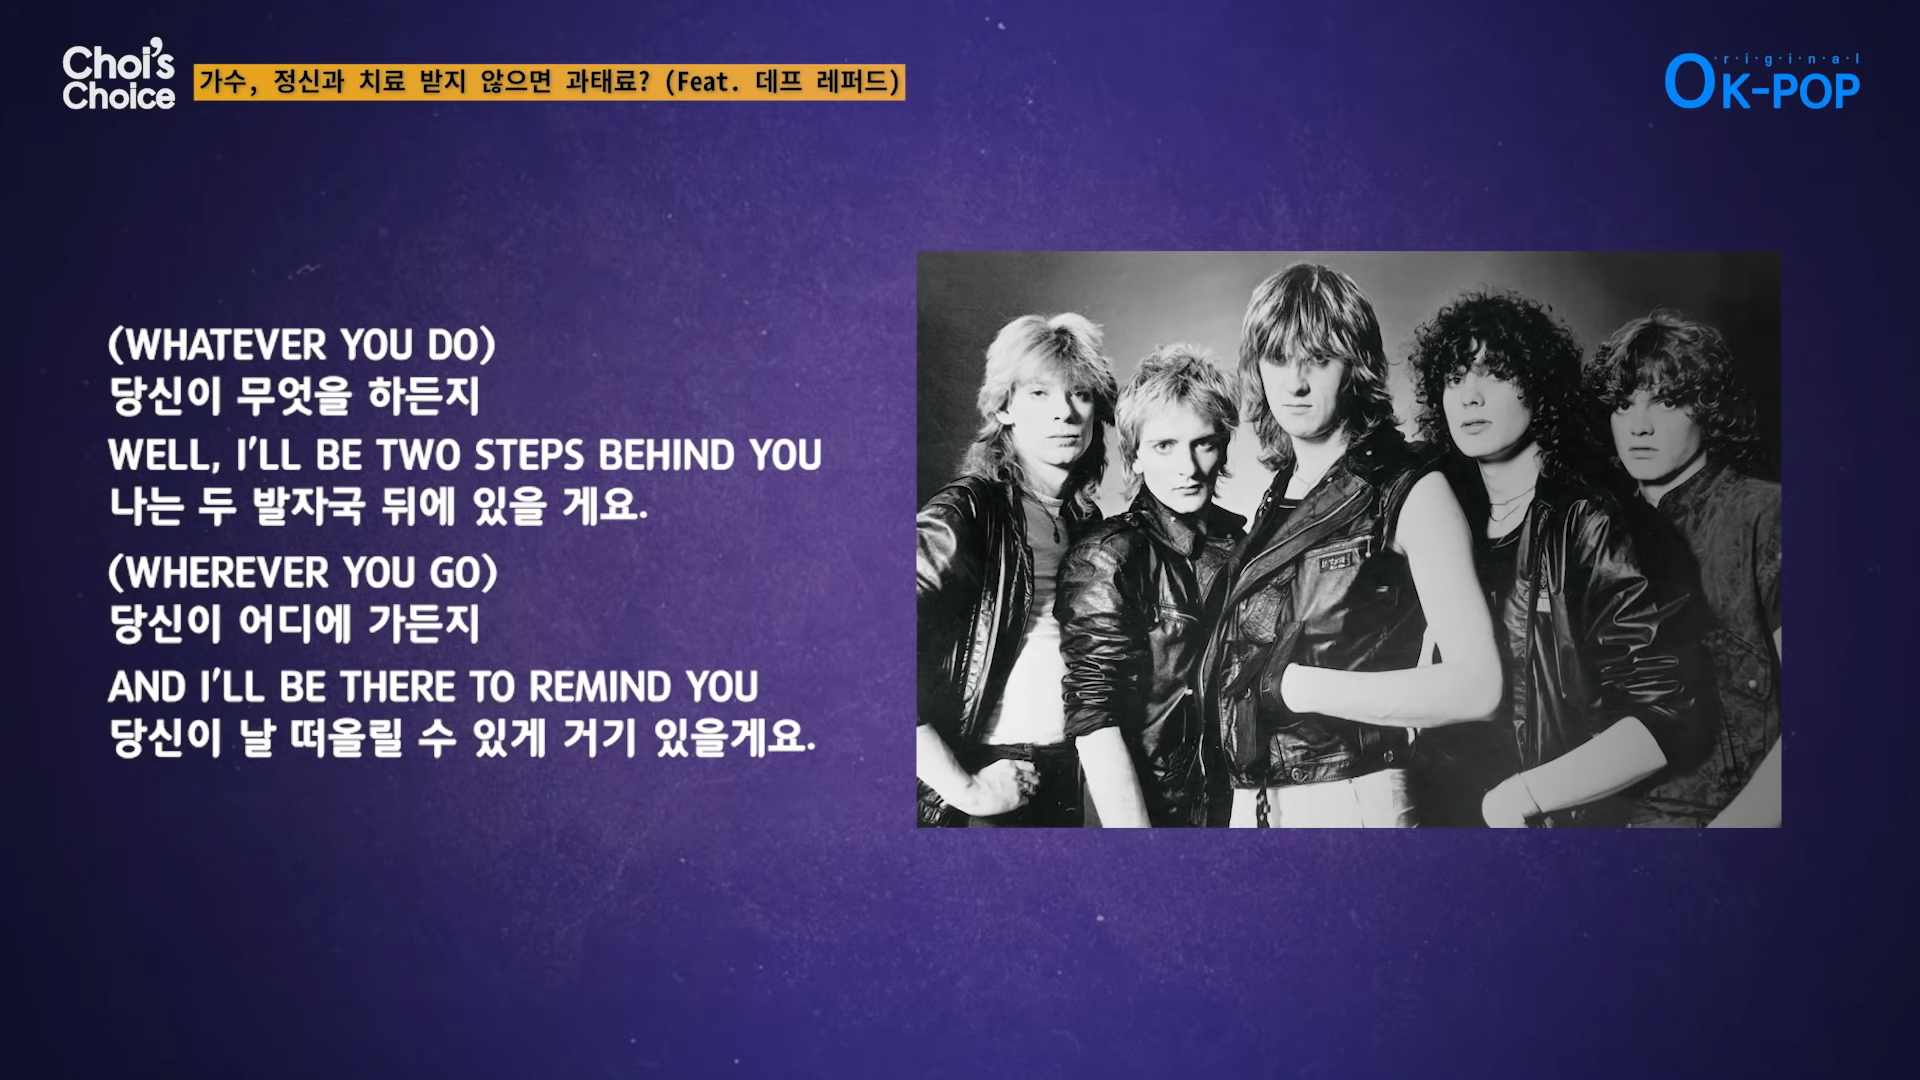 Choi's
Choice
가수, 정신과 치료 받지 않으면 과태료? (Feat. 데프 레퍼드)
Original
K-POP
(WHATEVER YOU DO)
당신이 무엇을 하든지
WELL, I'LL BE TWO STEPS BEHIND YOU
나는 두 발자국 뒤에 있을 게요.
(WHEREVER YOU GO)
당신이 어디에 가든지
AND I'LL BE THERE TO REMIND YOU
당신이 날 떠올릴 수 있게 거기 있을게요.